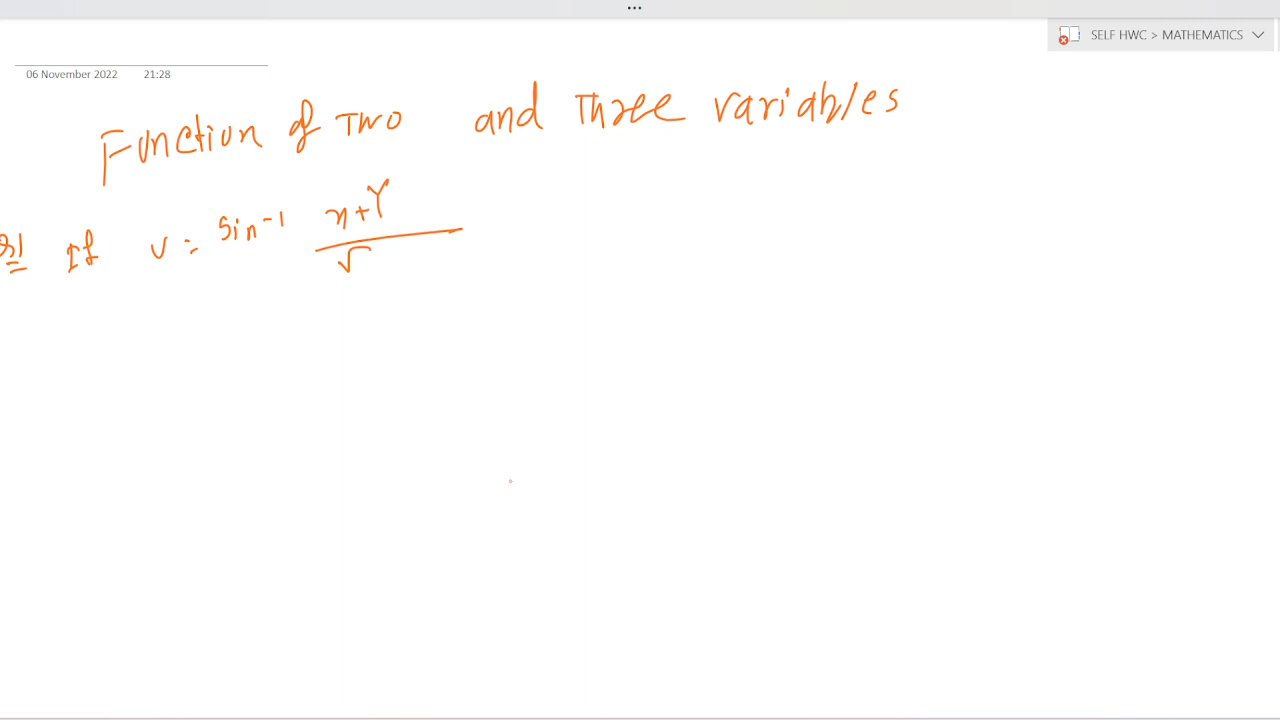 SELF HWC > MATHEMATICS
06 November 2022 21:28
Function of Two and Three variables
If v = Sin⁻¹ x+Y
√